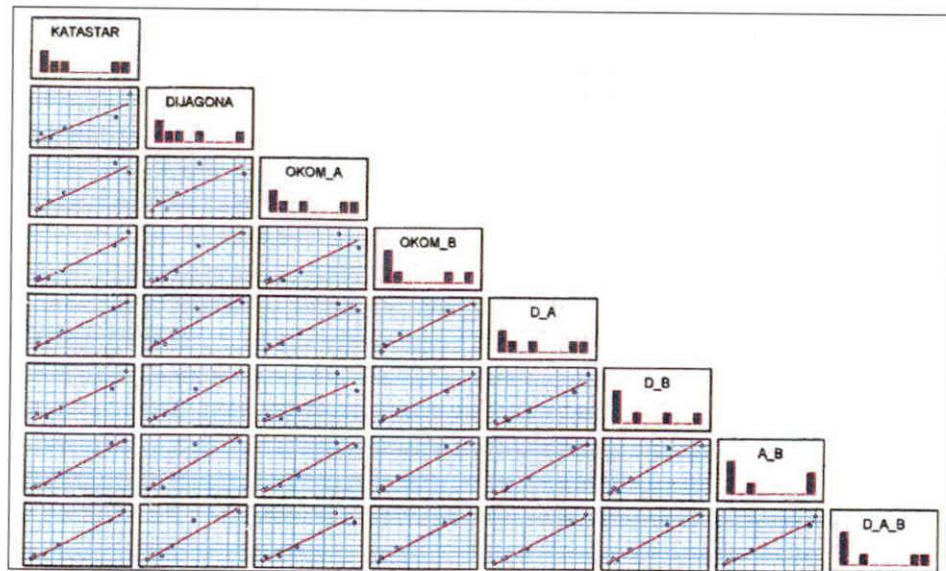 KATASTAR
DIJAGONA
OKOM_A
OKOM_B
D_A
D_B
A_B
D_A_B